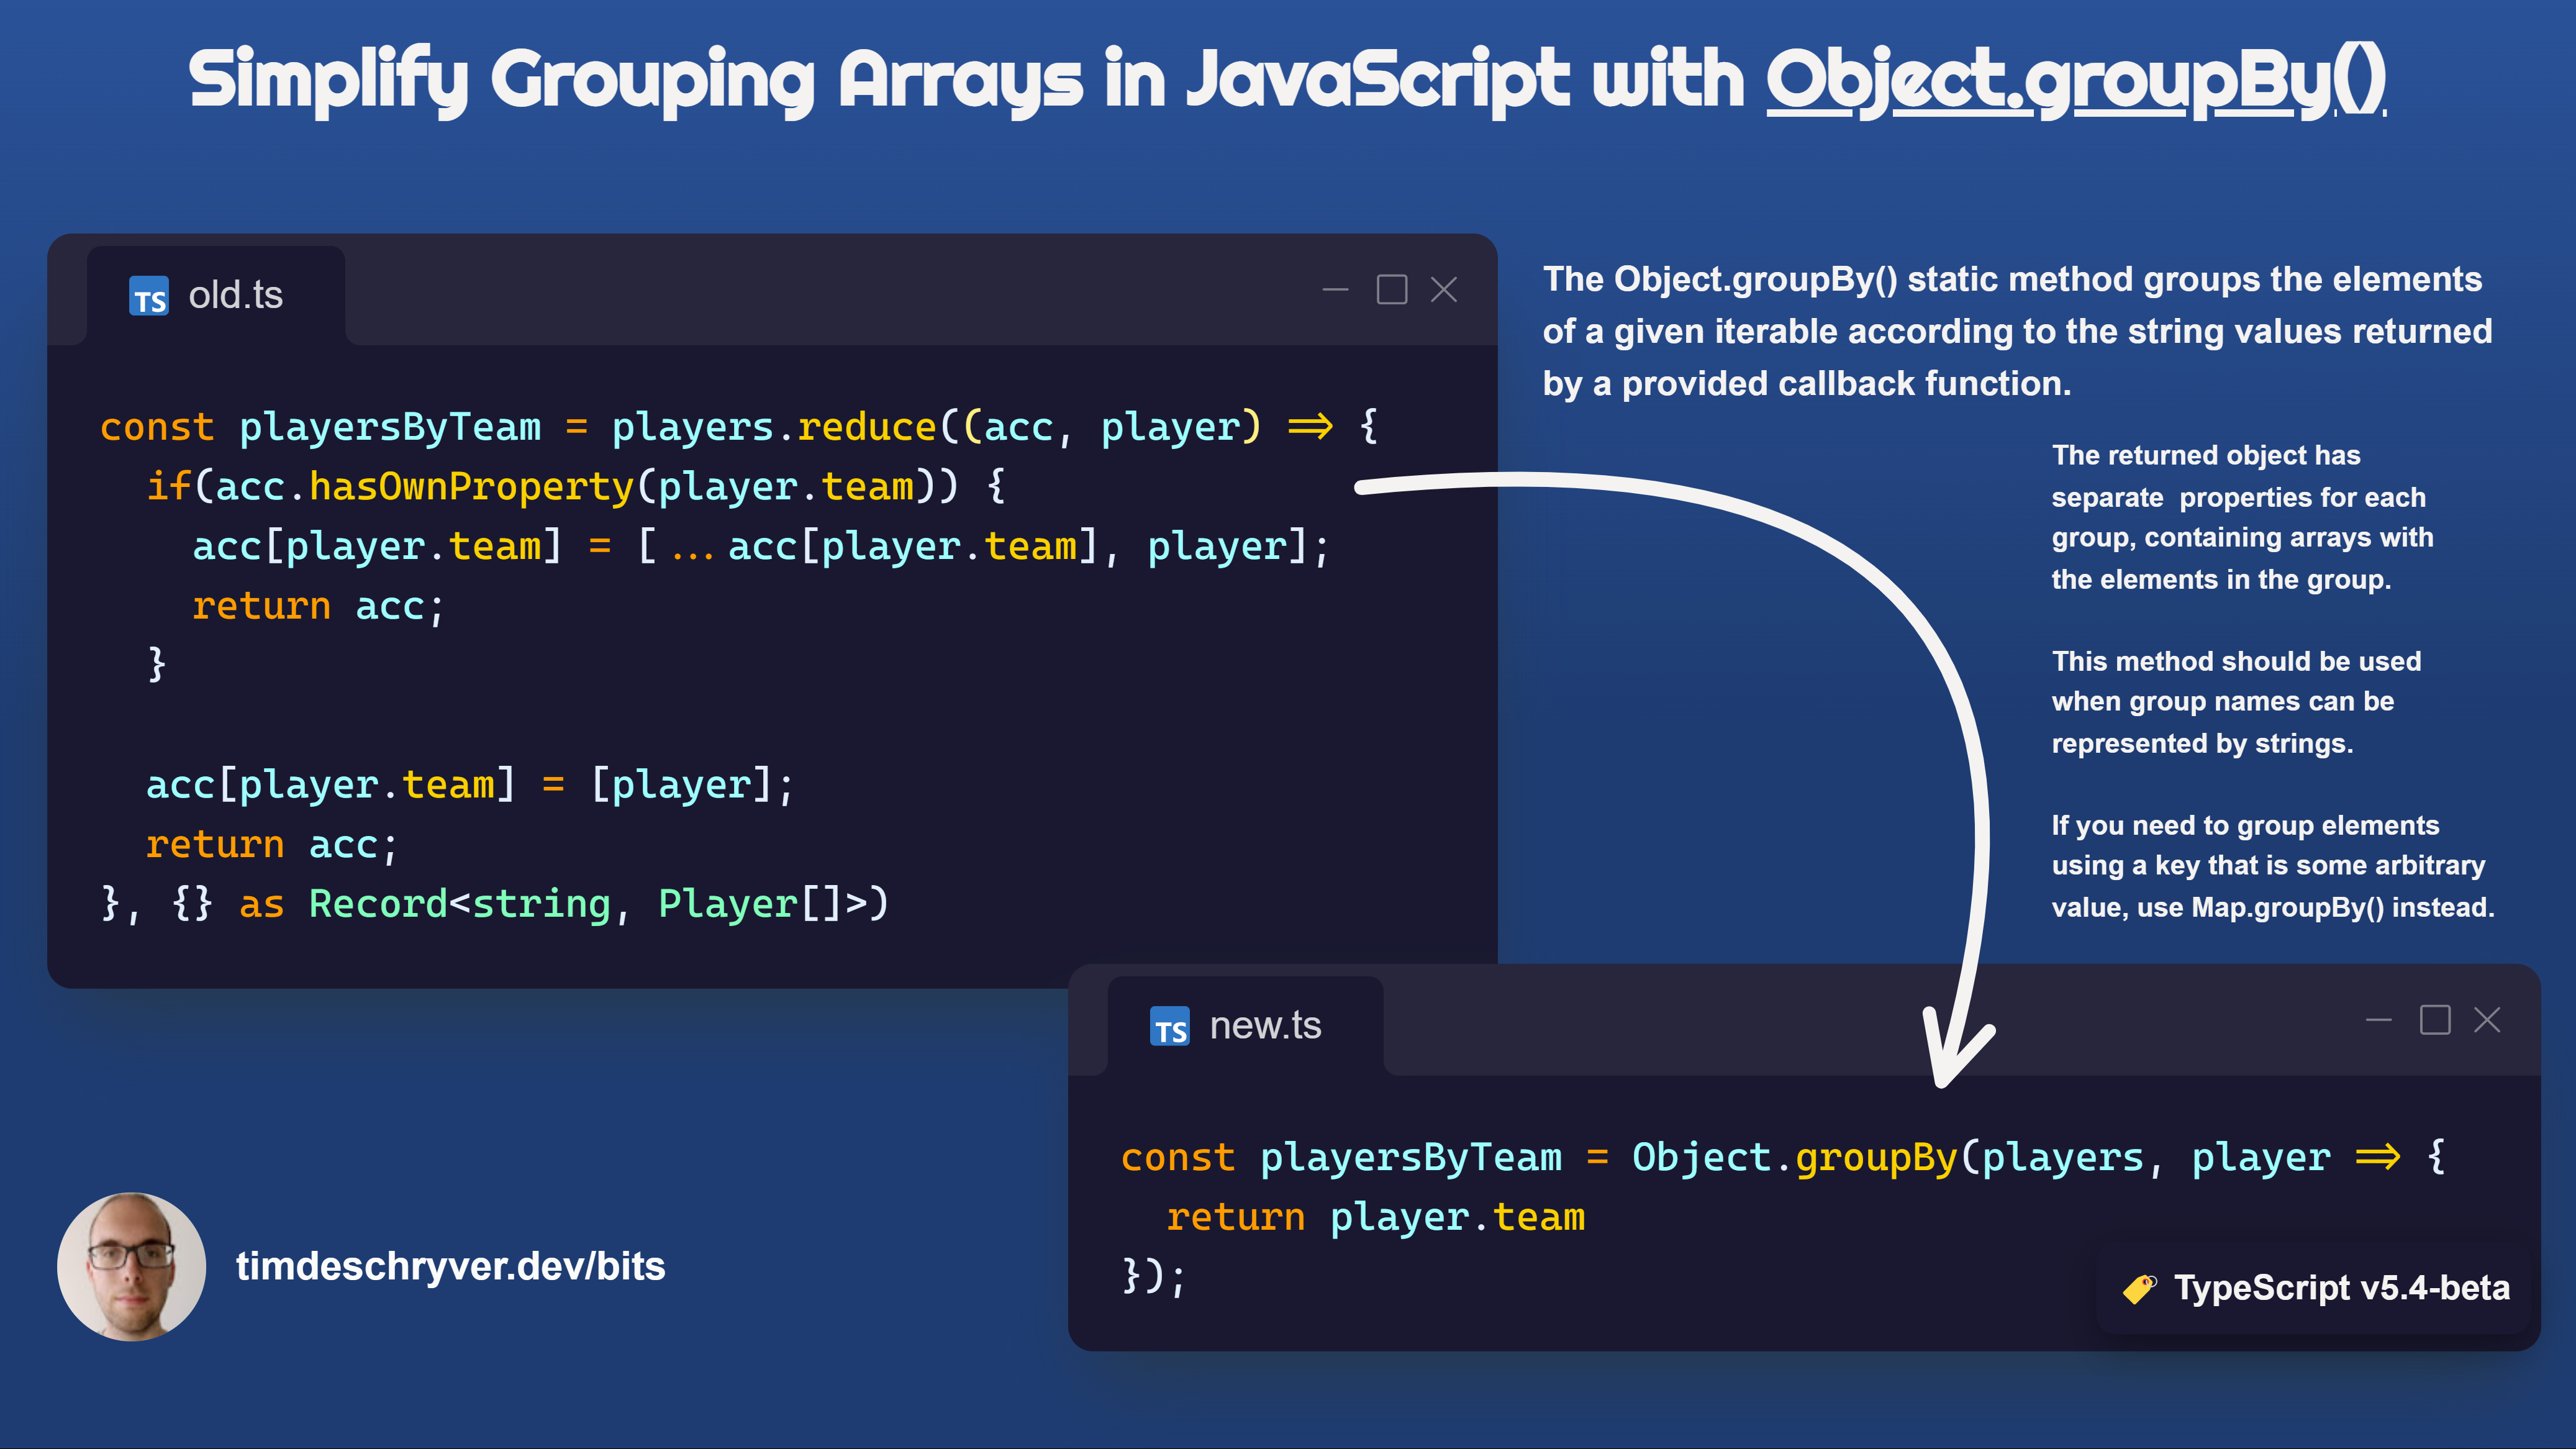 Simplify Grouping Arrays in JavaScript with Object.groupBy()
TS old.ts
const playersByTeam = players.reduce((acc, player) => {
  if(acc.hasOwnProperty(player.team)) {
    acc[player.team] = [...acc[player.team], player];
    return acc;
  }
  acc[player.team] = [player];
  return acc;
}, {} as Record<string, Player[]>)
The Object.groupBy() static method groups the elements
of a given iterable according to the string values returned
by a provided callback function.
The returned object has
separate  properties for each
group, containing arrays with
the elements in the group.
This method should be used
when group names can be
represented by strings.
If you need to group elements
using a key that is some arbitrary
value, use Map.groupBy() instead.
TS new.ts
const playersByTeam = Object.groupBy(players, player => {
  return player.team
});
TypeScript v5.4-beta
timdeschryver.dev/bits